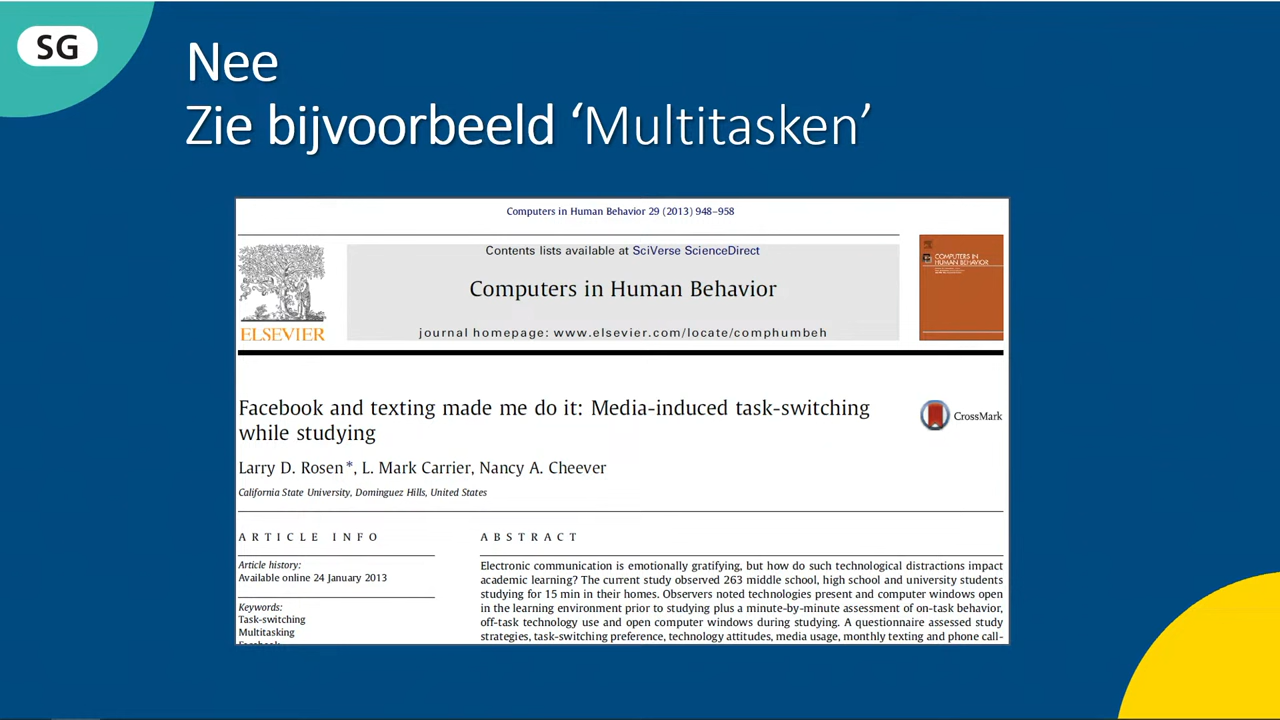 SG
Nee
Zie bijvoorbeeld ‘Multitasken’
Computers in Human Behavior 29 (2013) 948–958
Contents lists available at SciVerse ScienceDirect
Computers in Human Behavior
journal homepage: www.elsevier.com/locate/comphumbeh
ELSEVIER
COMPUTERS IN
HUMAN BEHAVIOR
Facebook and texting made me do it: Media-induced task-switching
while studying
CrossMark
Larry D. Rosen *, L. Mark Carrier, Nancy A. Cheever
California State University, Dominguez Hills, United States
ARTICLE INFO
Article history:
Available online 24 January 2013
Keywords:
Task-switching
Multitasking
ABSTRACT
Electronic communication is emotionally gratifying, but how do such technological distractions impact
academic learning? The current study observed 263 middle school, high school and university students
studying for 15 min in their homes. Observers noted technologies present and computer windows open
in the learning environment prior to studying plus a minute-by-minute assessment of on-task behavior,
off-task technology use and open computer windows during studying. A questionnaire assessed study
strategies, task-switching preference, technology attitudes, media usage, monthly texting and phone call-